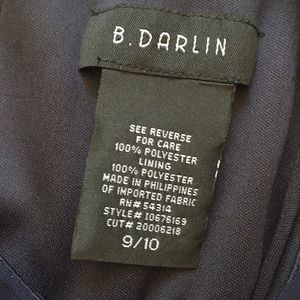 B.DARLIN
SEE REVERSE
FOR CARE
100% POLYESTER
LINING
100% POLYESTER
MADE IN PHILIPPINES
OF IMPORTED FABRIC
RN# 54314
STYLE# I0676169
CUT# 20006218
9/10